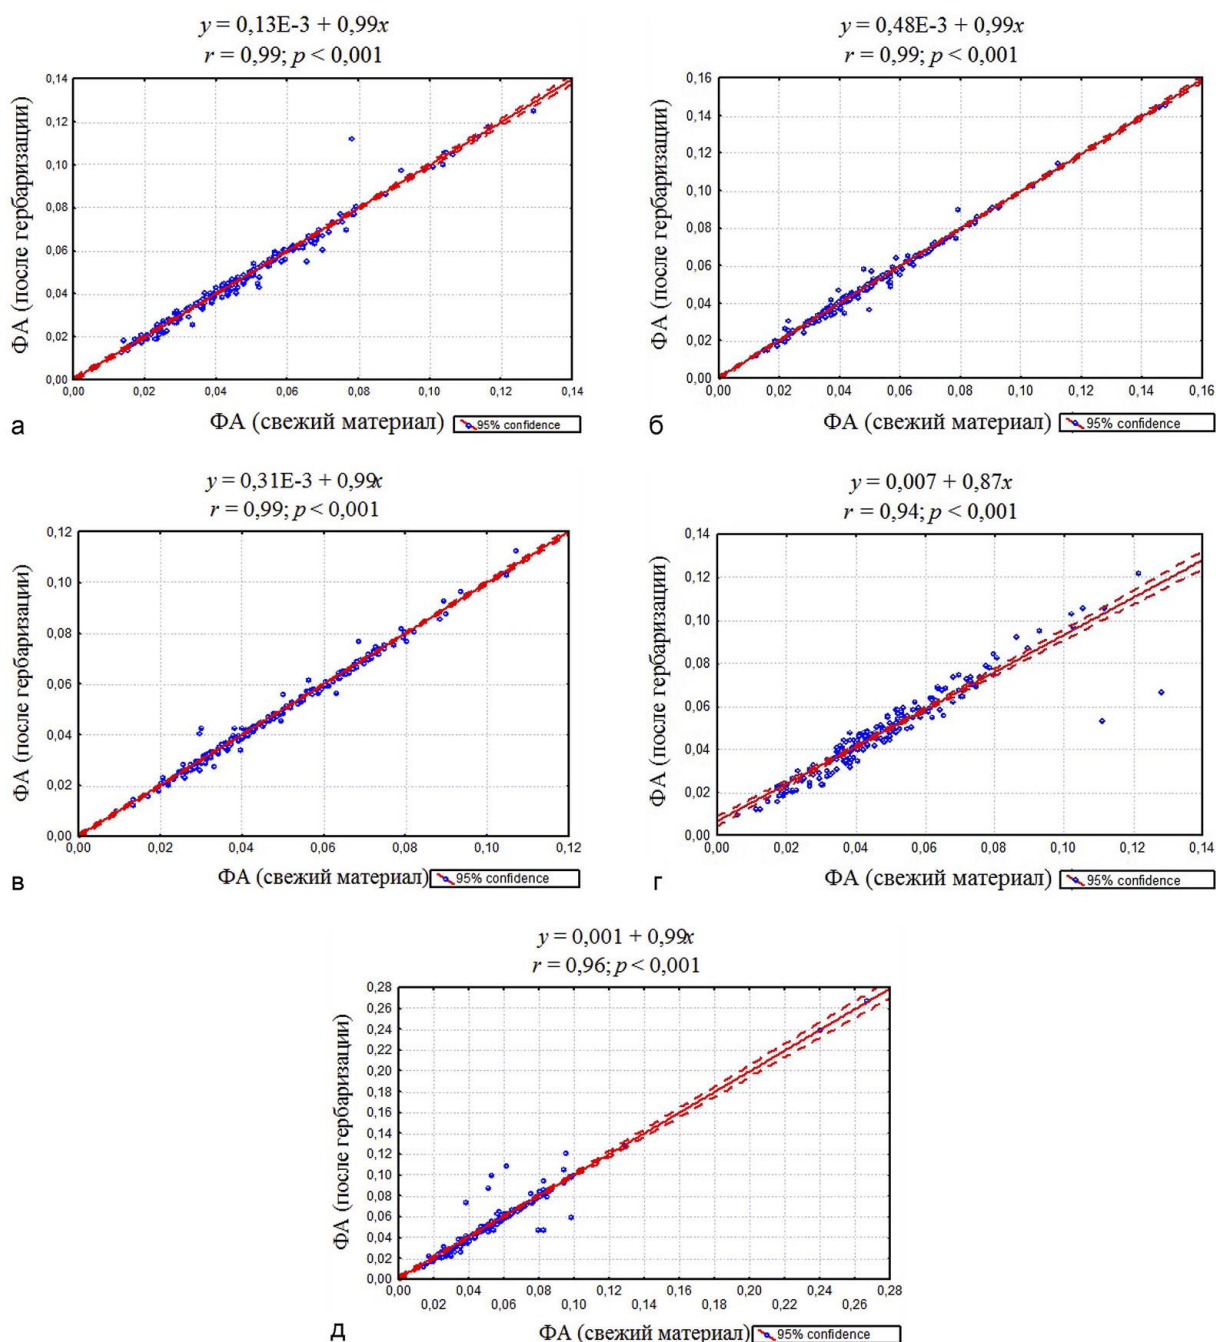 y = 0,13E-3 + 0,99x
r = 0,99; p < 0,001
ФА (после гербаризации)
0,14
0,12
0,10
0,08
0,06
0,04
0,02
0,00
0,00 0,02 0,04 0,06 0,08 0,10 0,12 0,14
а
ФА (свежий материал)
95% confidence
y = 0,48E-3 + 0,99x
r = 0,99; p < 0,001
ФА (после гербаризации)
0,16
0,14
0,12
0,10
0,08
0,06
0,04
0,02
0,00
0,00 0,02 0,04 0,06 0,08 0,10 0,12 0,14 0,16
б
ФА (свежий материал)
95% confidence
y = 0,31E-3 + 0,99x
r = 0,99; p < 0,001
ФА (после гербаризации)
0,12
0,10
0,08
0,06
0,04
0,02
0,00
0,00 0,02 0,04 0,06 0,08 0,10 0,12
в
ФА (свежий материал)
95% confidence
y = 0,007 + 0,87x
r = 0,94; p < 0,001
ФА (после гербаризации)
0,14
0,12
0,10
0,08
0,06
0,04
0,02
0,00
0,00 0,02 0,04 0,06 0,08 0,10 0,12 0,14
г
ФА (свежий материал)
95% confidence
y = 0,001 + 0,99x
r = 0,96; p < 0,001
ФА (после гербаризации)
0,28
0,26
0,24
0,22
0,20
0,18
0,16
0,14
0,12
0,10
0,08
0,06
0,04
0,02
0,00
0,00 0,04 0,08 0,12 0,16 0,20 0,24 0,28
0,02 0,06 0,10 0,14 0,18 0,22 0,26
д
ФА (свежий материал)
95% confidence